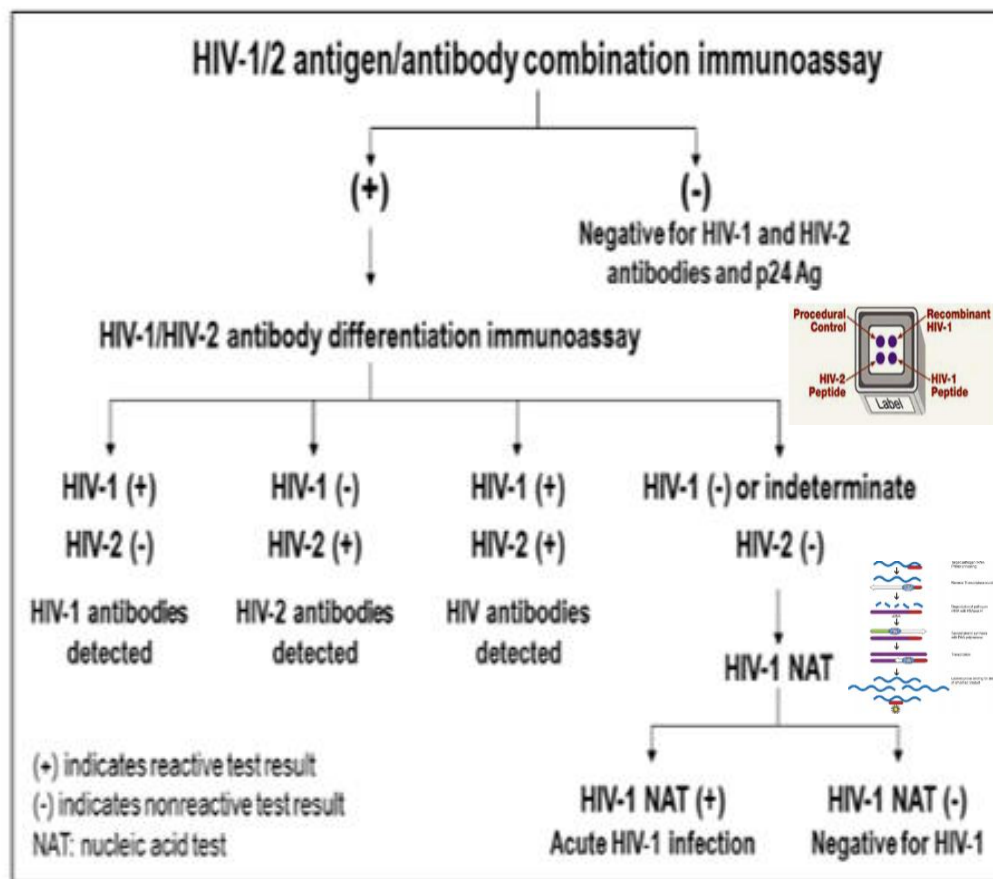 HIV-1/2 antigen/antibody combination immunoassay
(+)
(-)
Negative for HIV-1 and HIV-2
antibodies and p24 Ag
HIV-1/HIV-2 antibody differentiation immunoassay
Procedural
Control
Recombinant
HIV-1
HIV-2
Peptide
HIV-1
Peptide
Label
HIV-1 (+)
HIV-2 (-)
HIV-1 antibodies
detected
HIV-1 (-)
HIV-2 (+)
HIV-2 antibodies
detected
HIV-1 (+)
HIV-2 (+)
HIV antibodies
detected
HIV-1 (-) or indeterminate
HIV-2 (-)
HIV-1 NAT
HIV-1 NAT (+)
Acute HIV-1 infection
HIV-1 NAT (-)
Negative for HIV-1
(+) indicates reactive test result
(-) indicates nonreactive test result
NAT: nucleic acid test